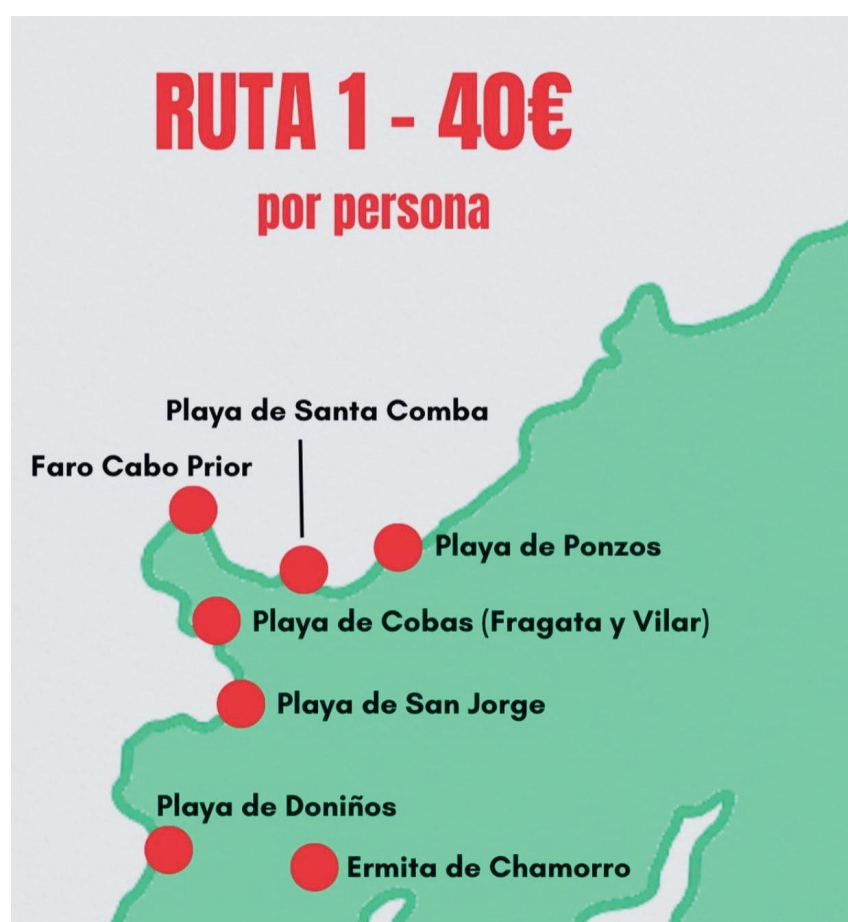 RUTA 1 - 40€
por persona
Playa de Santa Comba
Faro Cabo Prior
Playa de Ponzos
Playa de Cobas (Fragata y Vilar)
Playa de San Jorge
Playa de Doniños
Ermita de Chamorro